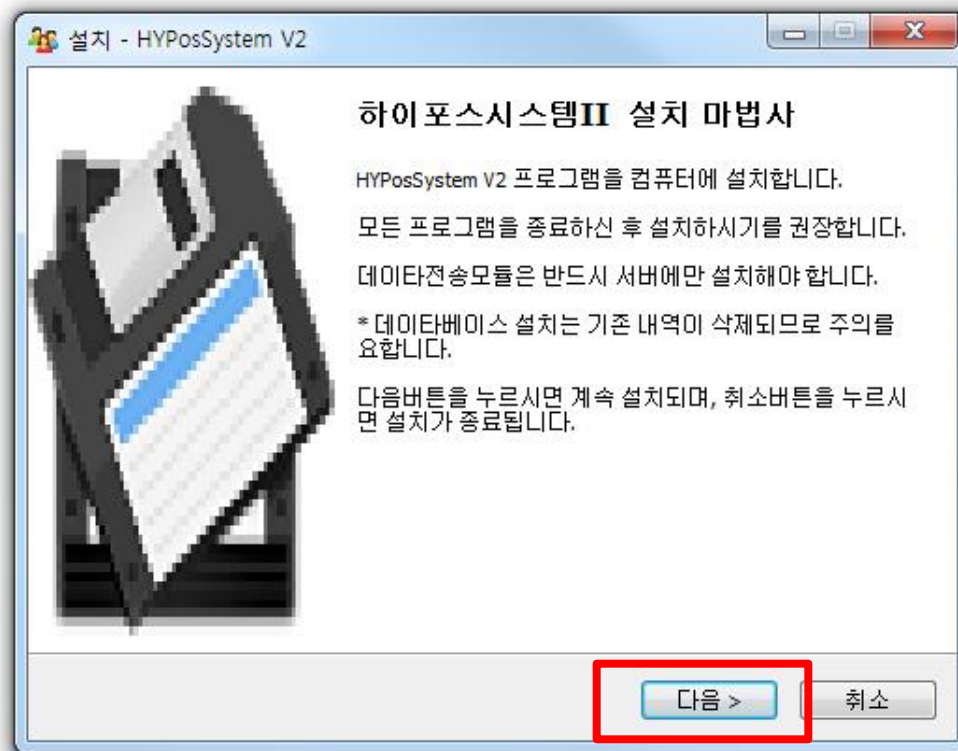 설치 - HYPosSystem V2
하이포스시스템II 설치 마법사
HYPosSystem V2 프로그램을 컴퓨터에 설치합니다.
모든 프로그램을 종료하신 후 설치하시기를 권장합니다.
데이타전송모듈은 반드시 서버에만 설치해야 합니다.
* 데이타베이스 설치는 기존 내역이 삭제되므로 주의를
요합니다.
다음버튼을 누르시면 계속 설치되며, 취소버튼을 누르시
면 설치가 종료됩니다.
다음 >
취소